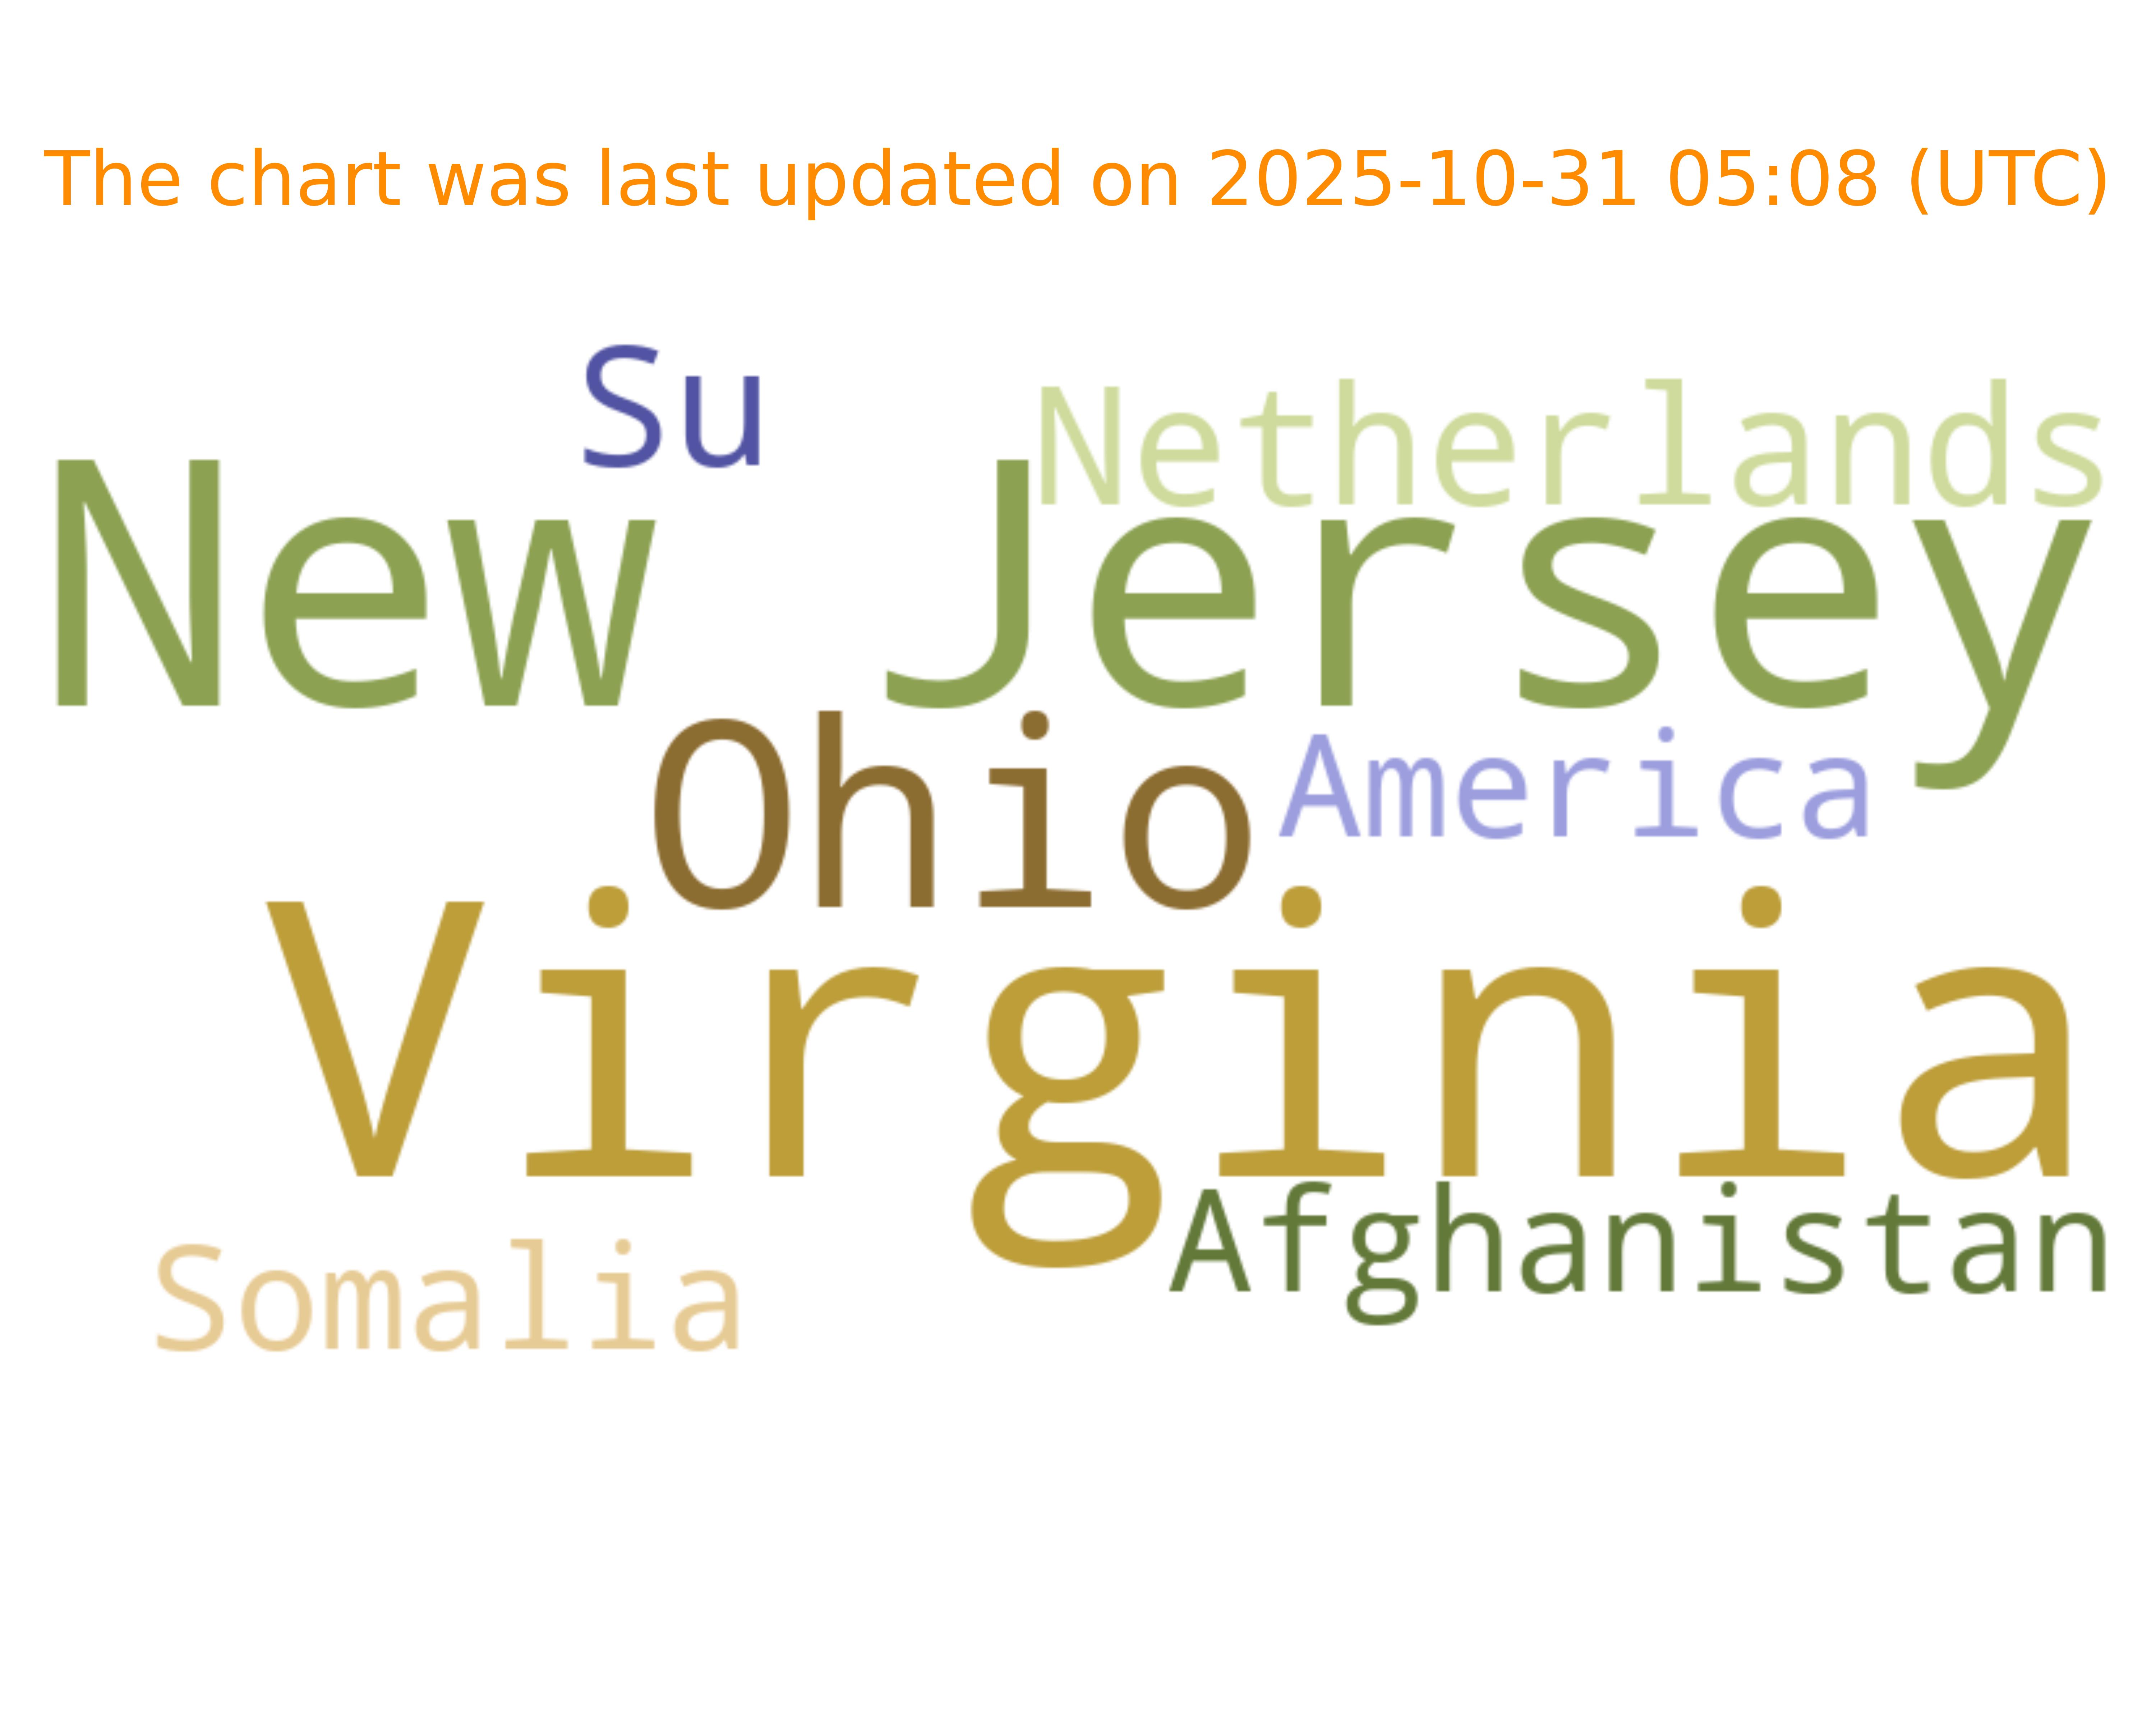 The chart was last updated on 2025-10-31 05:08 (UTC)
Su
Netherlands
New Jersey
Ohio
America
Virginia
Afghanistan
Somalia